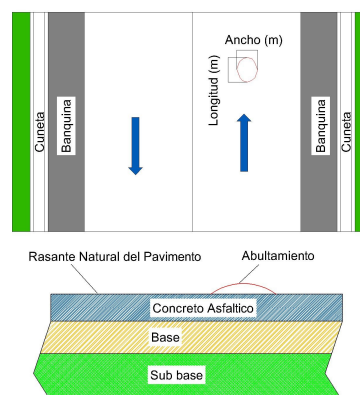 Ancho (m)
Longitud (m)
Cuneta
Banquina
Banquina
Cuneta
Rasante Natural del Pavimento
Abultamiento
Concreto Asfaltico
Base
Sub base